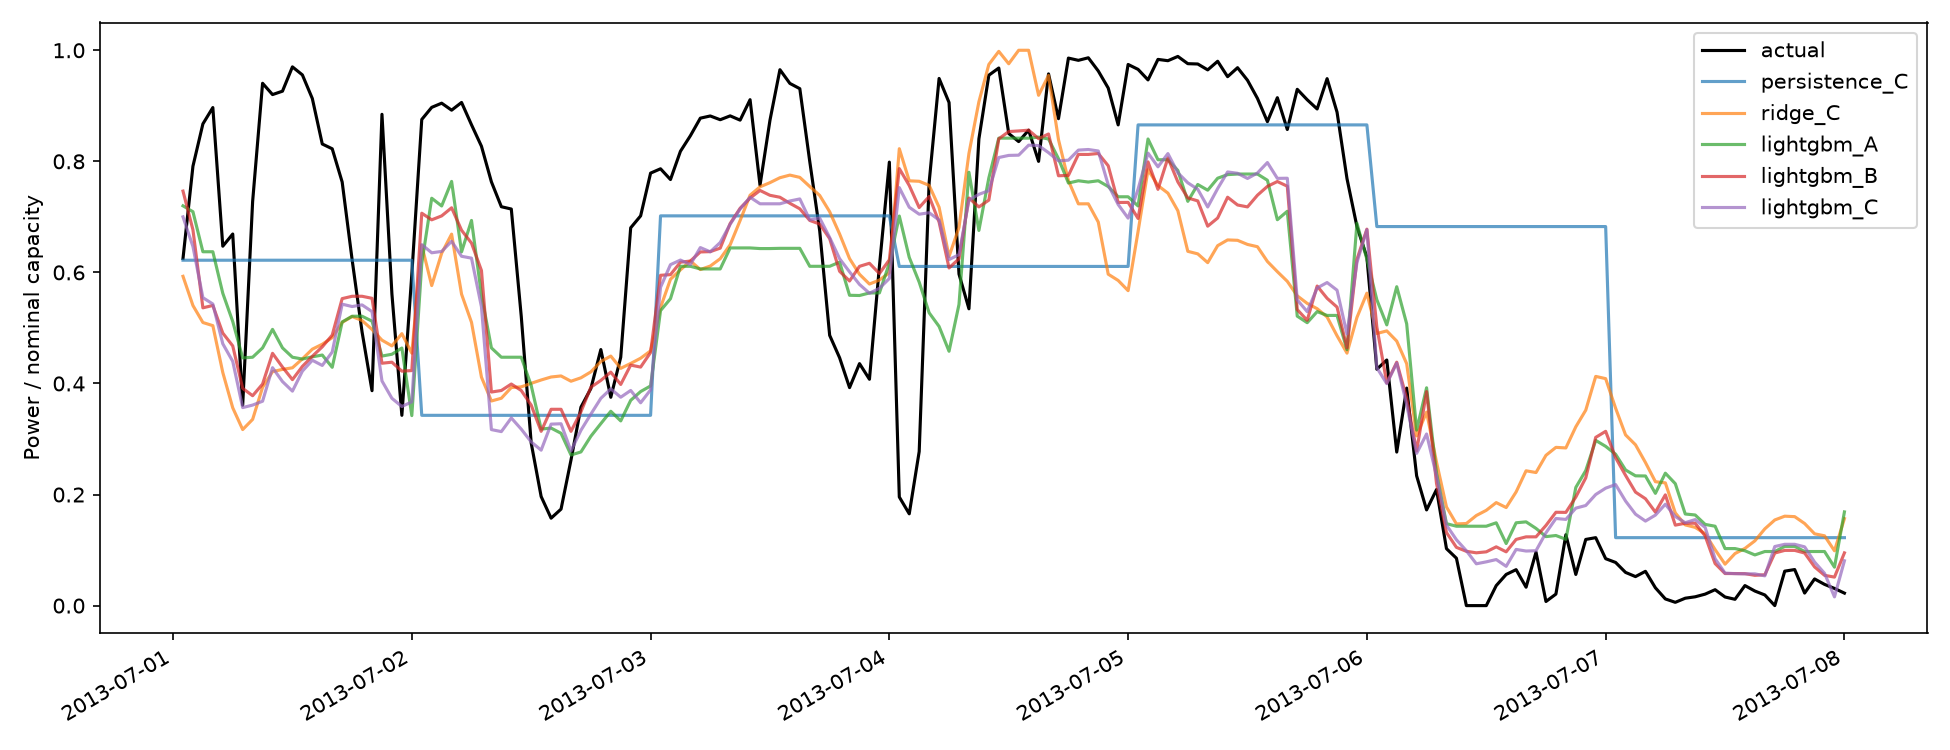 1.0
0.8
0.6
0.4
0.2
0.0
Power / nominal capacity
actual
persistence_C
ridge_C
lightgbm_A
lightgbm_B
lightgbm_C
2013-07-01
2013-07-02
2013-07-03
2013-07-04
2013-07-05
2013-07-06
2013-07-07
2013-07-08